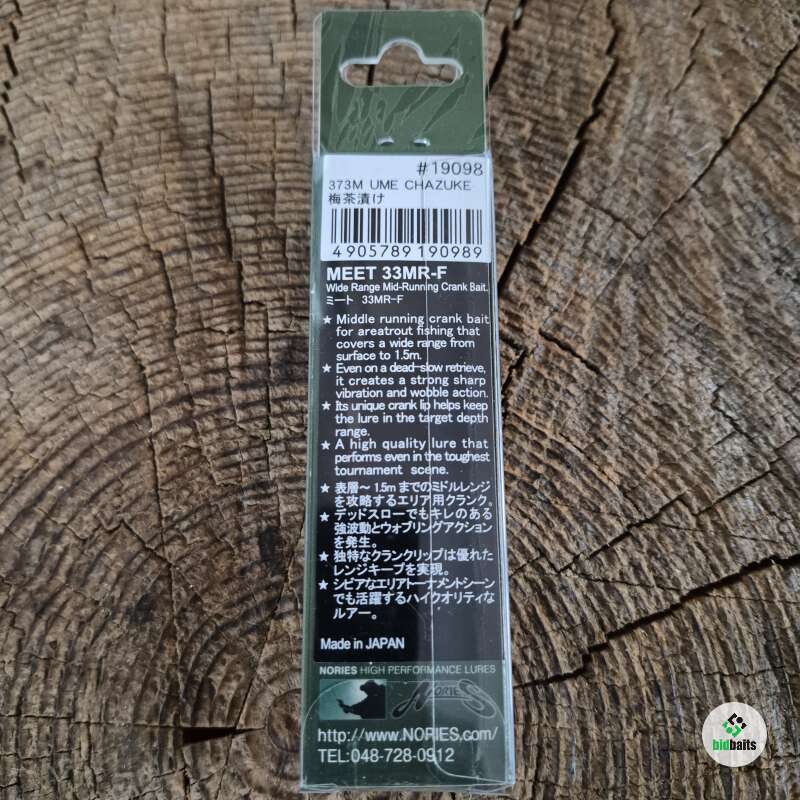 #19098
373M UME CHAZUKE
梅茶漬け
4905789 190989
MEET 33MR-F
Wide Range Mid-Running Crank Bait.
ミート 33MR-F
★ Middle running crank bait
for areatrout fishing that
covers a wide range from
surface to 1.5m.
★ Even on a dead-slow retrieve,
it creates a strong sharp
vibration and wobble action.
★ Its unique crank lip helps keep
the lure in the target depth
range.
★ A high quality lure that
performs even in the toughest
tournament scene.
★ 表層〜1.5mまでのミドルレンジ
を攻略するエリア用クランク。
★ デッドスローでもキレのある
強波動とウォブリングアクション
を発生。
★ 独特なクランクリップは優れた
レンジキープを実現。
★ シビアなエリアトーナメントシーン
でも活躍するハイクオリティな
ルアー。
Made in JAPAN
NORIES HIGH PERFORMANCE LURES
NORIES
http://www.NORIES.com/
TEL:048-728-0912
bidbaits